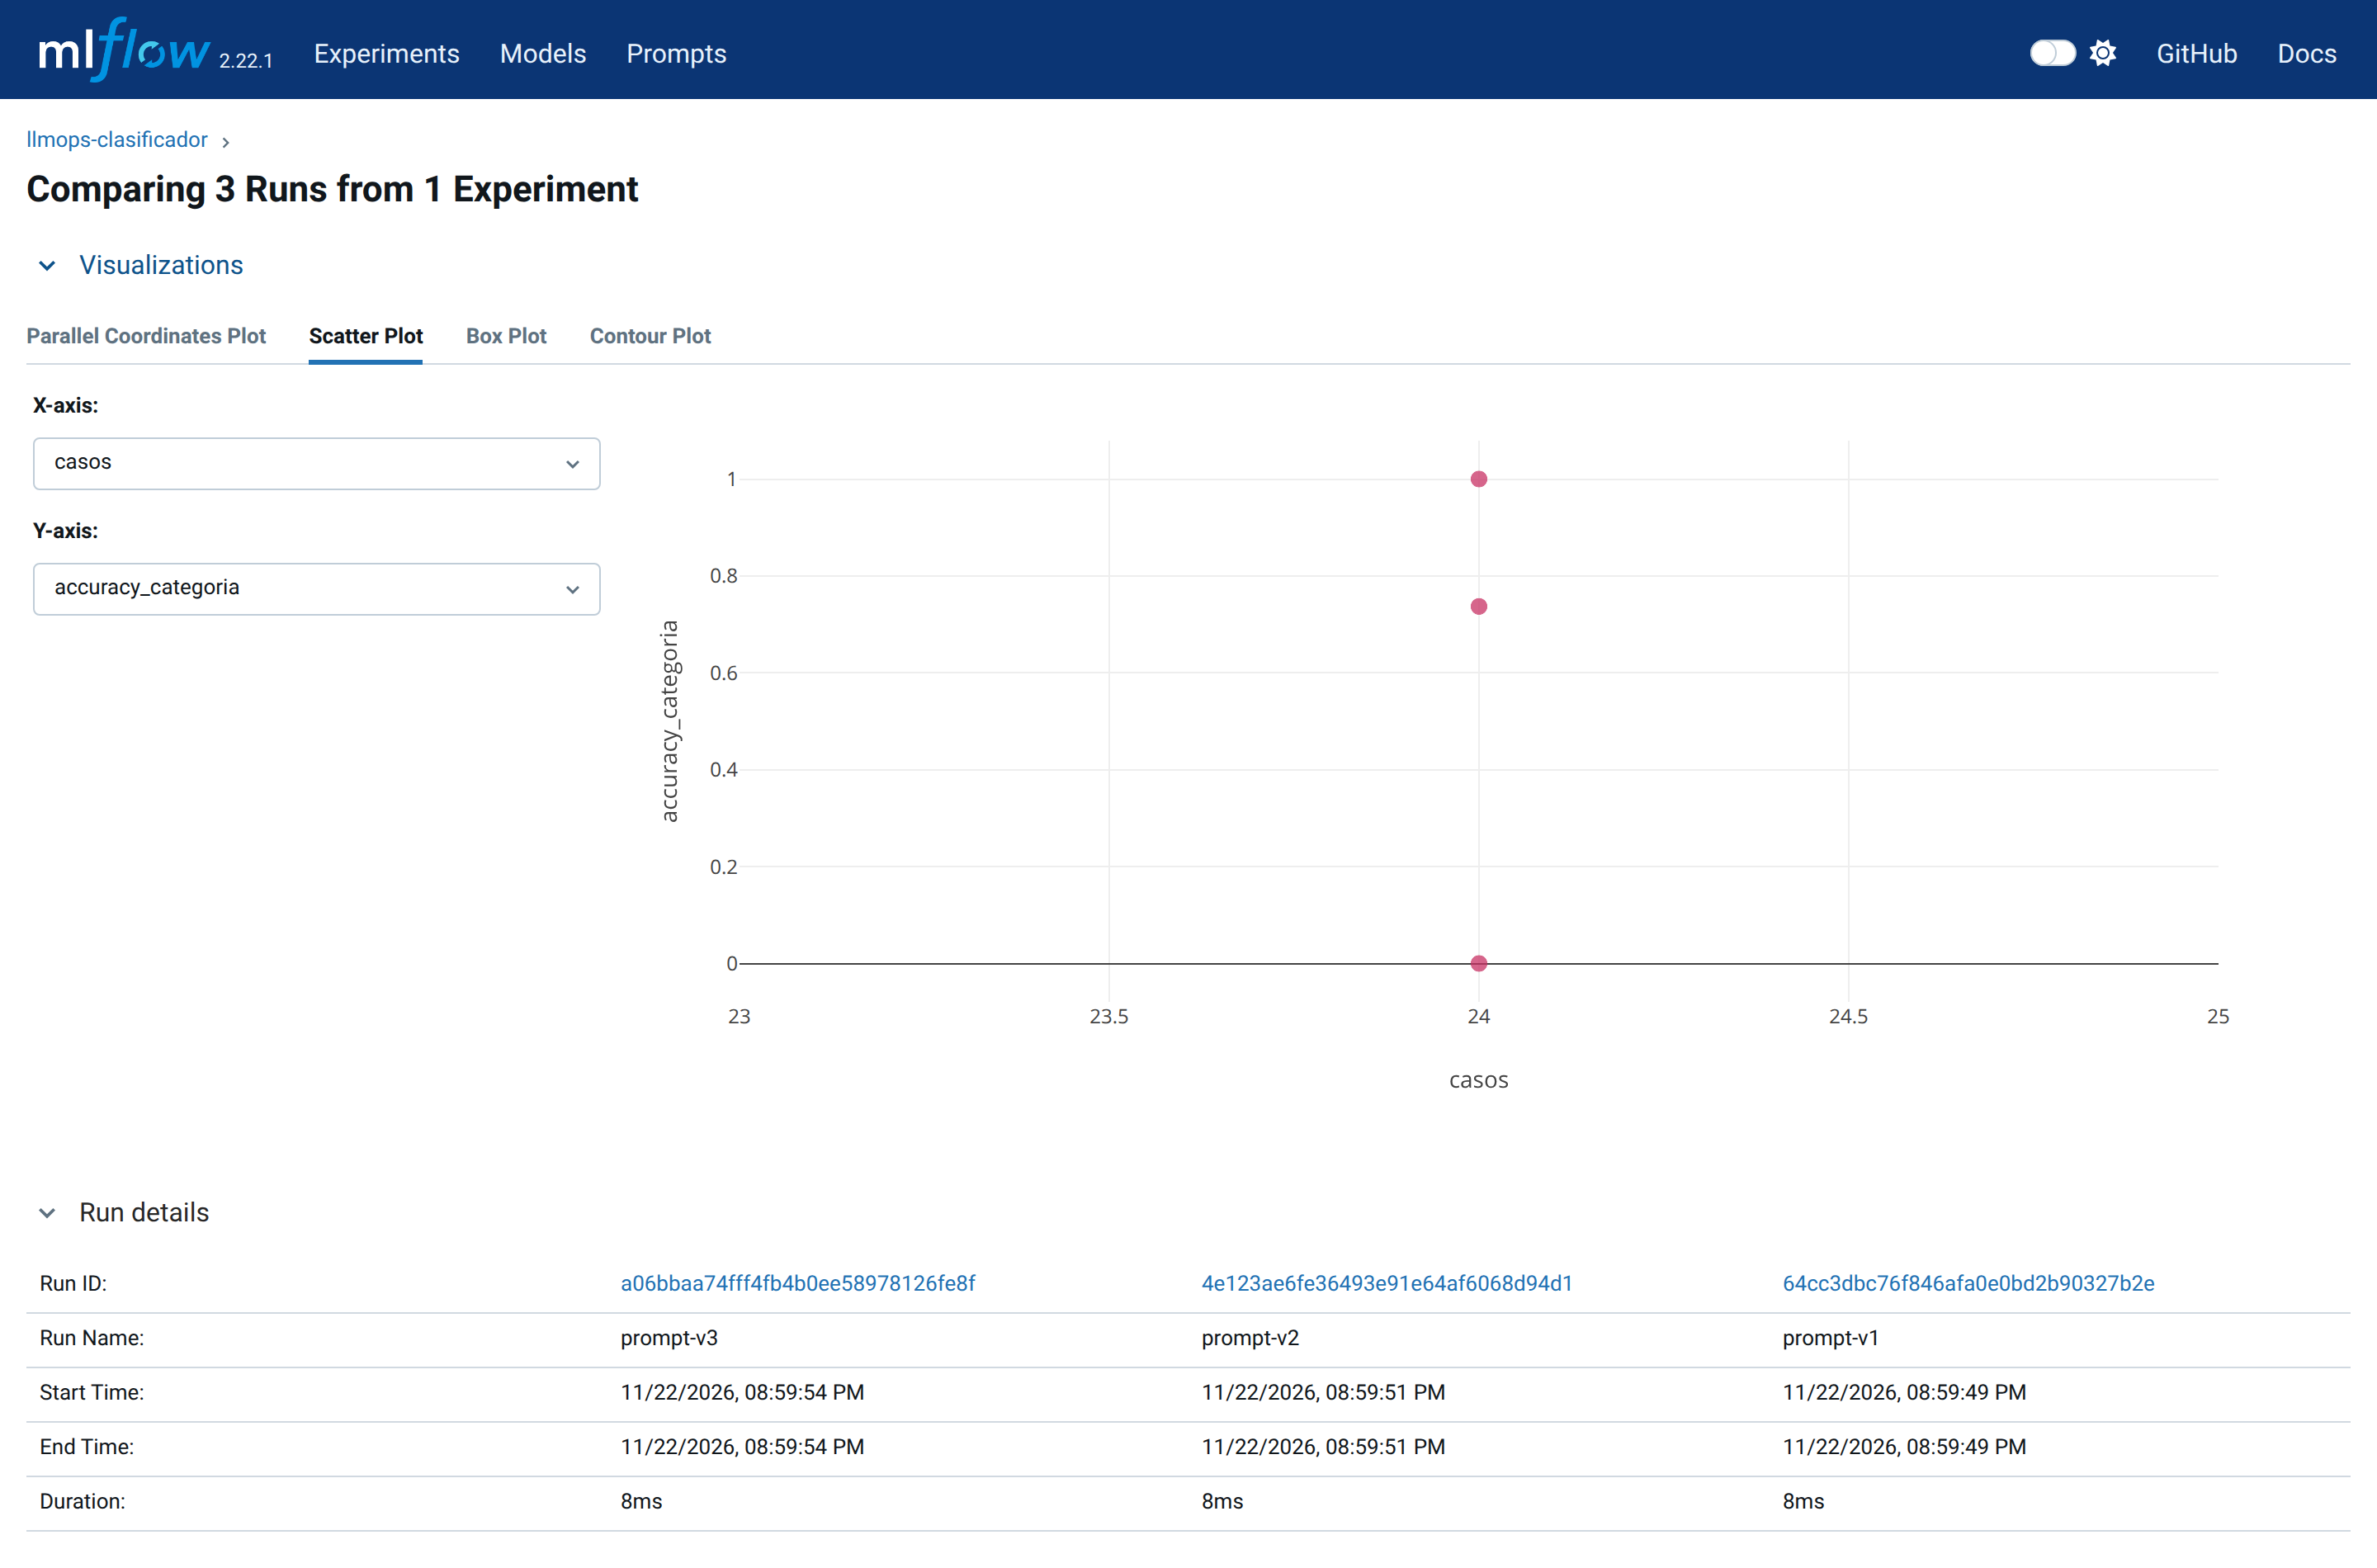 mlflow 2.22.1 Experiments Models Prompts GitHub Docs
llmops-clasificador
Comparing 3 Runs from 1 Experiment
Visualizations
Parallel Coordinates Plot Scatter Plot Box Plot Contour Plot
X-axis:
casos
Y-axis:
accuracy_categoria
accuracy_categoria
1
0.8
0.6
0.4
0.2
0
23 23.5 24 24.5 25
casos
Run details
Run ID: a06bbaa74fff4fb4b0ee58978126fe8f 4e123ae6fe36493e91e64af6068d94d1 64cc3dbc76f846afa0e0bd2b90327b2e
Run Name: prompt-v3 prompt-v2 prompt-v1
Start Time: 11/22/2026, 08:59:54 PM 11/22/2026, 08:59:51 PM 11/22/2026, 08:59:49 PM
End Time: 11/22/2026, 08:59:54 PM 11/22/2026, 08:59:51 PM 11/22/2026, 08:59:49 PM
Duration: 8ms 8ms 8ms